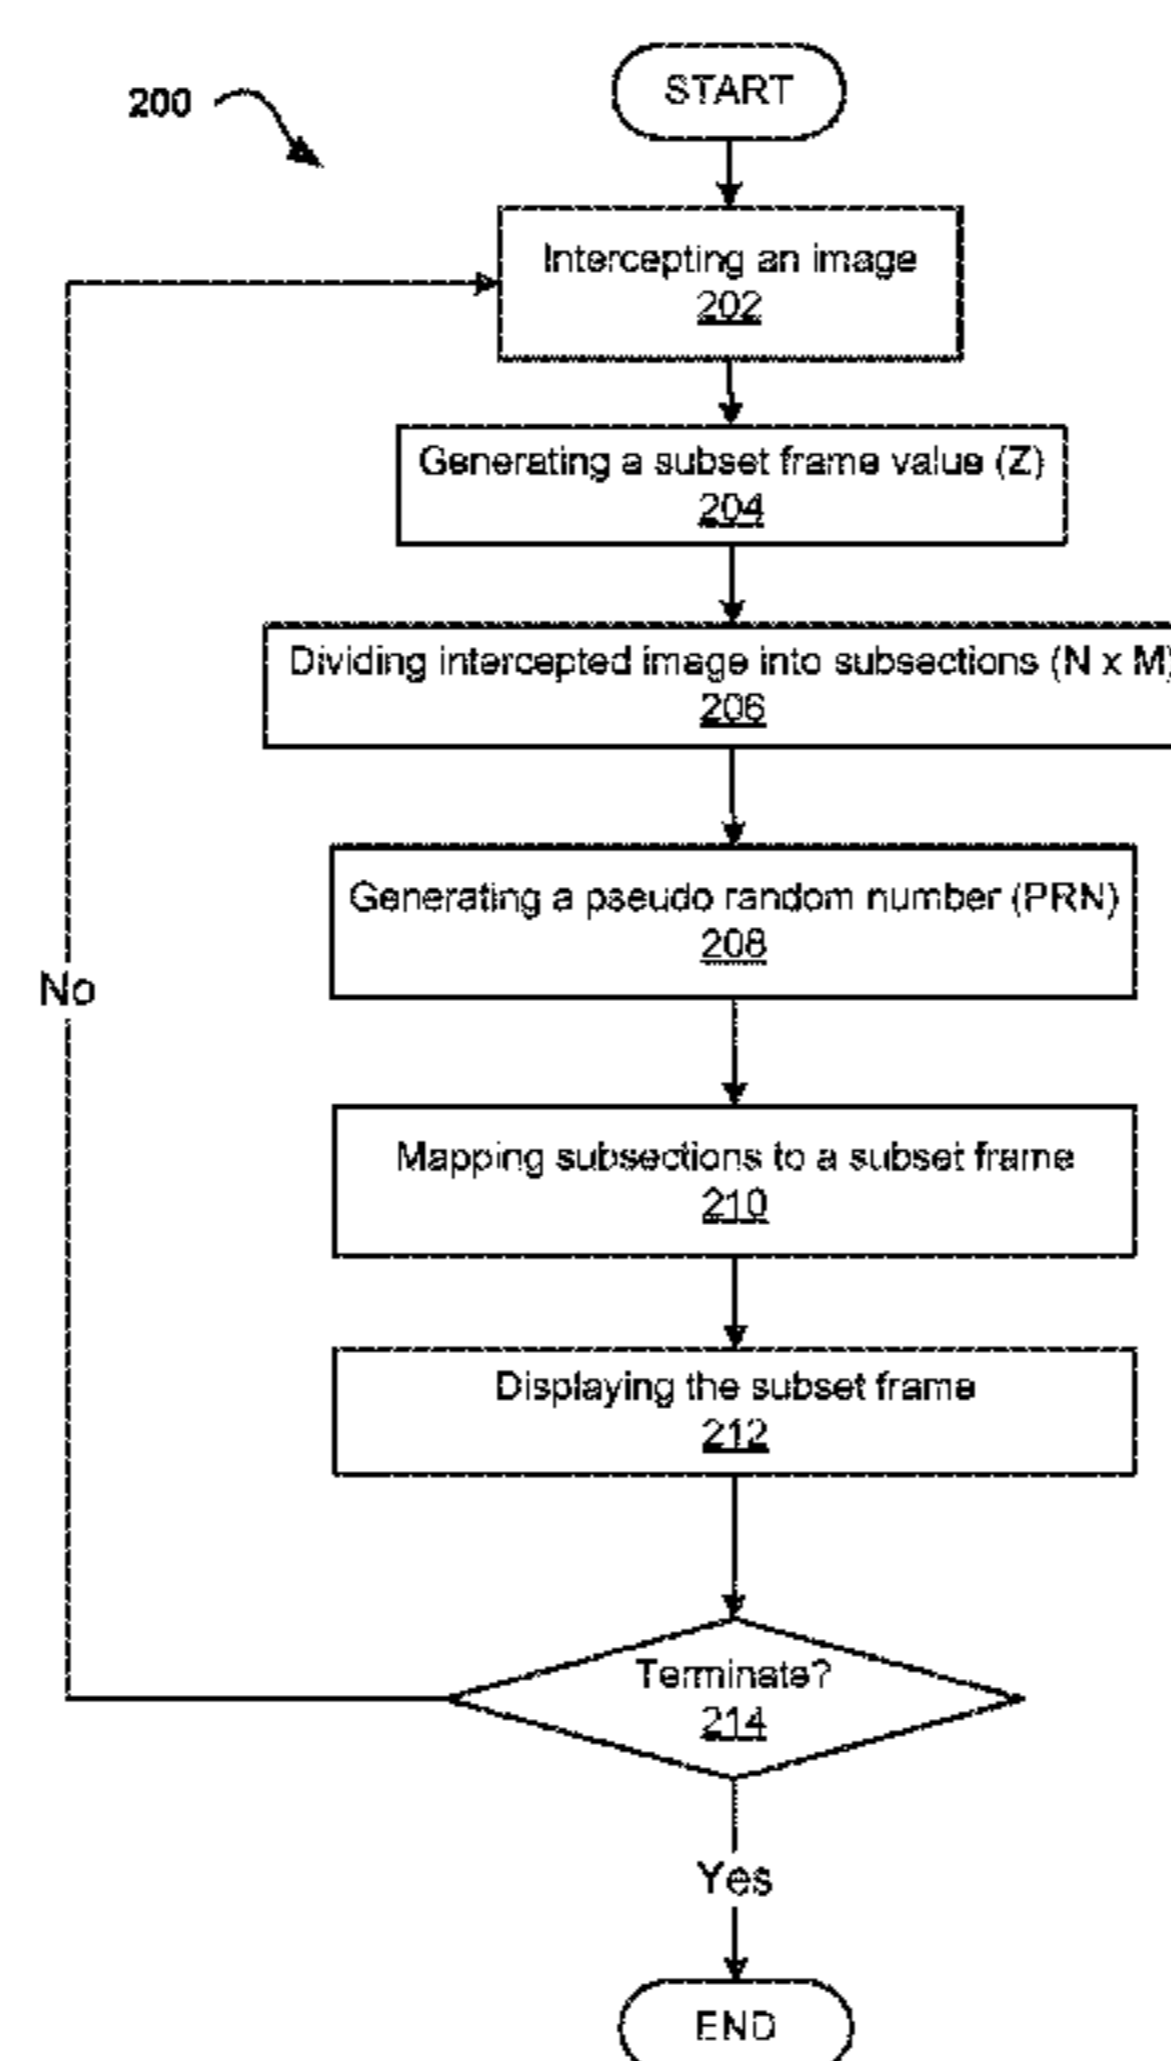 START
200
Intercepting an image
202
Generating a subset frame value (Z)
204
Dividing intercepted image into subsections (N x M)
206
Generating a pseudo random number (PRN)
208
No
Mapping subsections to a subset frame
210
Displaying the subset frame
212
Terminate?
214
Yes
END